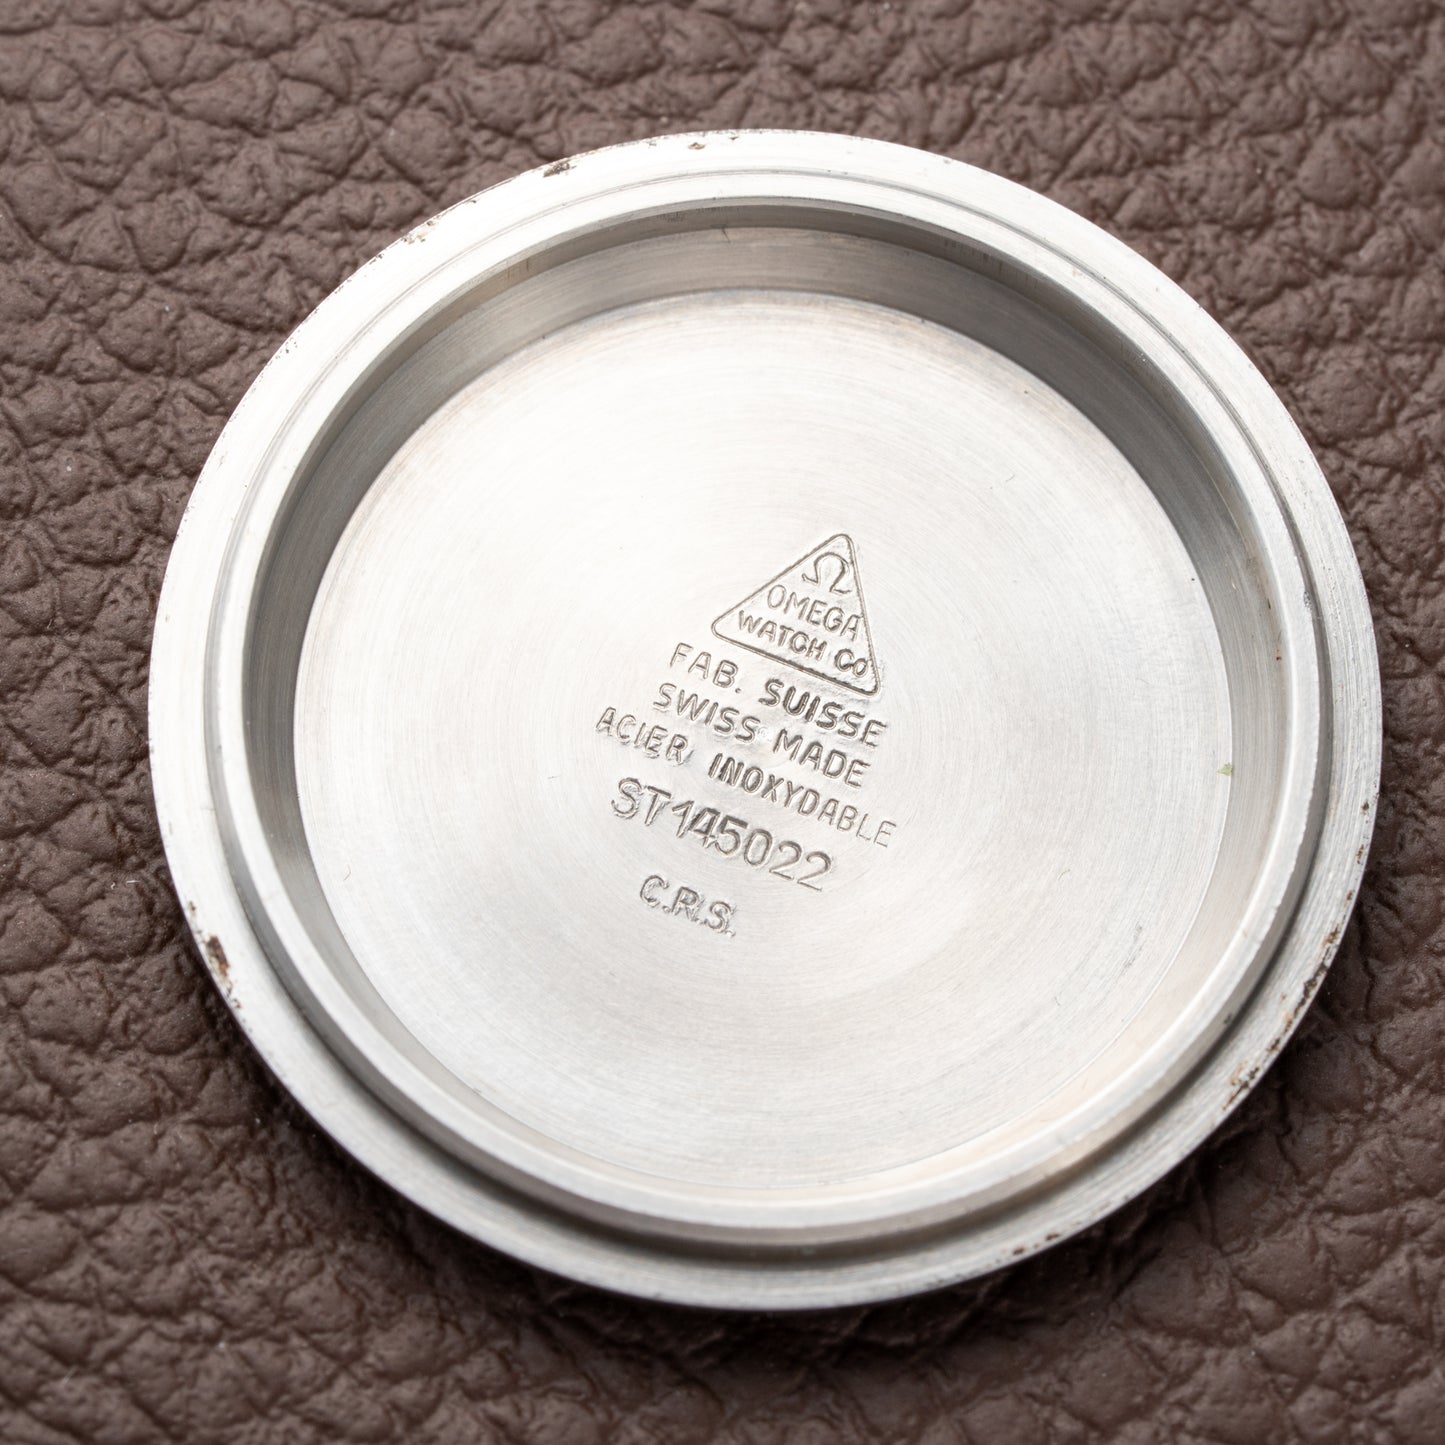 Ω
OMEGA
WATCH Co
FAB. SUISSE
SWISS MADE
ACIER INOXYDABLE
ST145022
C.R.S.